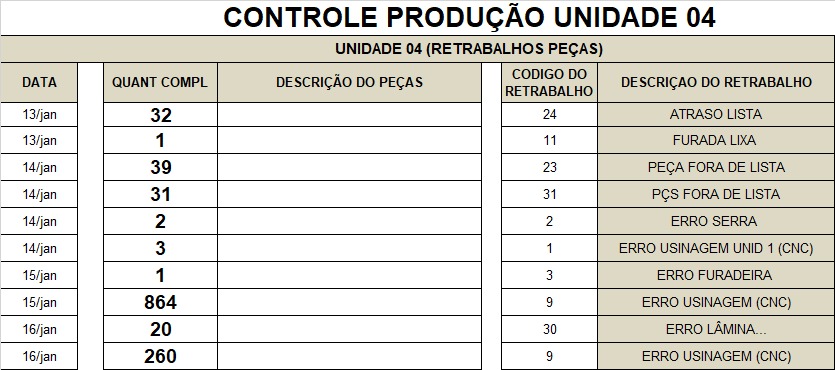 CONTROLE PRODUÇÃO UNIDADE 04
UNIDADE 04 (RETRABALHOS PEÇAS)
DATA QUANT COMPL DESCRIÇÃO DO PEÇAS CODIGO DO RETRABALHO DESCRIÇAO DO RETRABALHO
13/jan 32 24 ATRASO LISTA
13/jan 1 11 FURADA LIXA
14/jan 39 23 PEÇA FORA DE LISTA
14/jan 31 31 PÇS FORA DE LISTA
14/jan 2 2 ERRO SERRA
14/jan 3 1 ERRO USINAGEM UNID 1 (CNC)
15/jan 1 3 ERRO FURADEIRA
15/jan 864 9 ERRO USINAGEM (CNC)
16/jan 20 30 ERRO LÂMINA...
16/jan 260 9 ERRO USINAGEM (CNC)